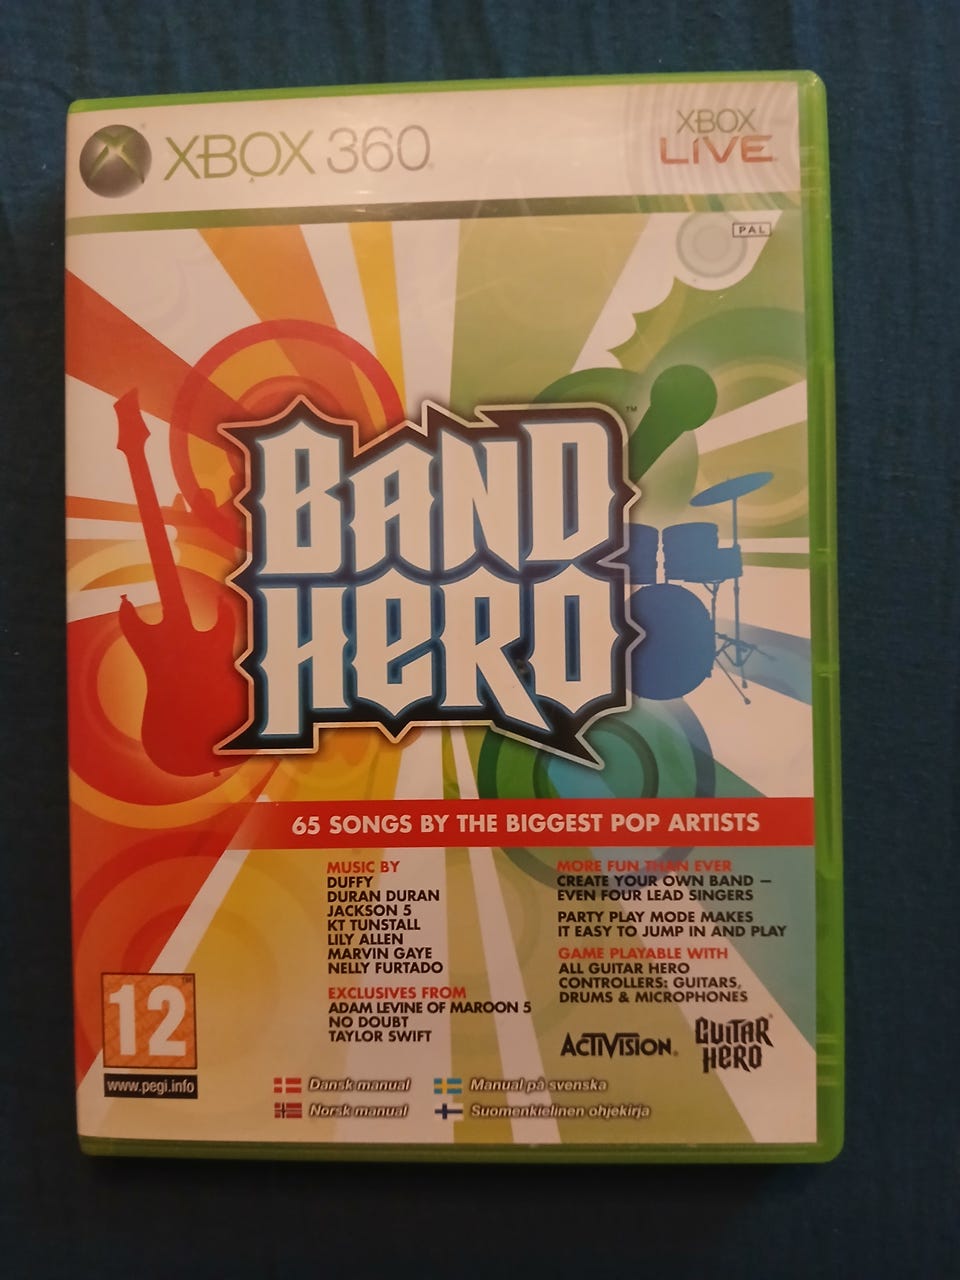 XBOX 360
XBOX
LIVE
PAL
BAND
HERO
TM
65 SONGS BY THE BIGGEST POP ARTISTS
MUSIC BY
DUFFY
DURAN DURAN
JACKSON 5
KT TUNSTALL
LILY ALLEN
MARVIN GAYE
NELLY FURTADO
EXCLUSIVES FROM
ADAM LEVINE OF MAROON 5
NO DOUBT
TAYLOR SWIFT
MORE FUN THAN EVER
CREATE YOUR OWN BAND –
EVEN FOUR LEAD SINGERS
PARTY PLAY MODE MAKES
IT EASY TO JUMP IN AND PLAY
GAME PLAYABLE WITH
ALL GUITAR HERO
CONTROLLERS: GUITARS,
DRUMS & MICROPHONES
ACTIVISION®
GUITAR
HERO®
12™
www.pegi.info
Dansk manual
Norsk manual
Manual på svenska
Suomenkielinen ohjekirja